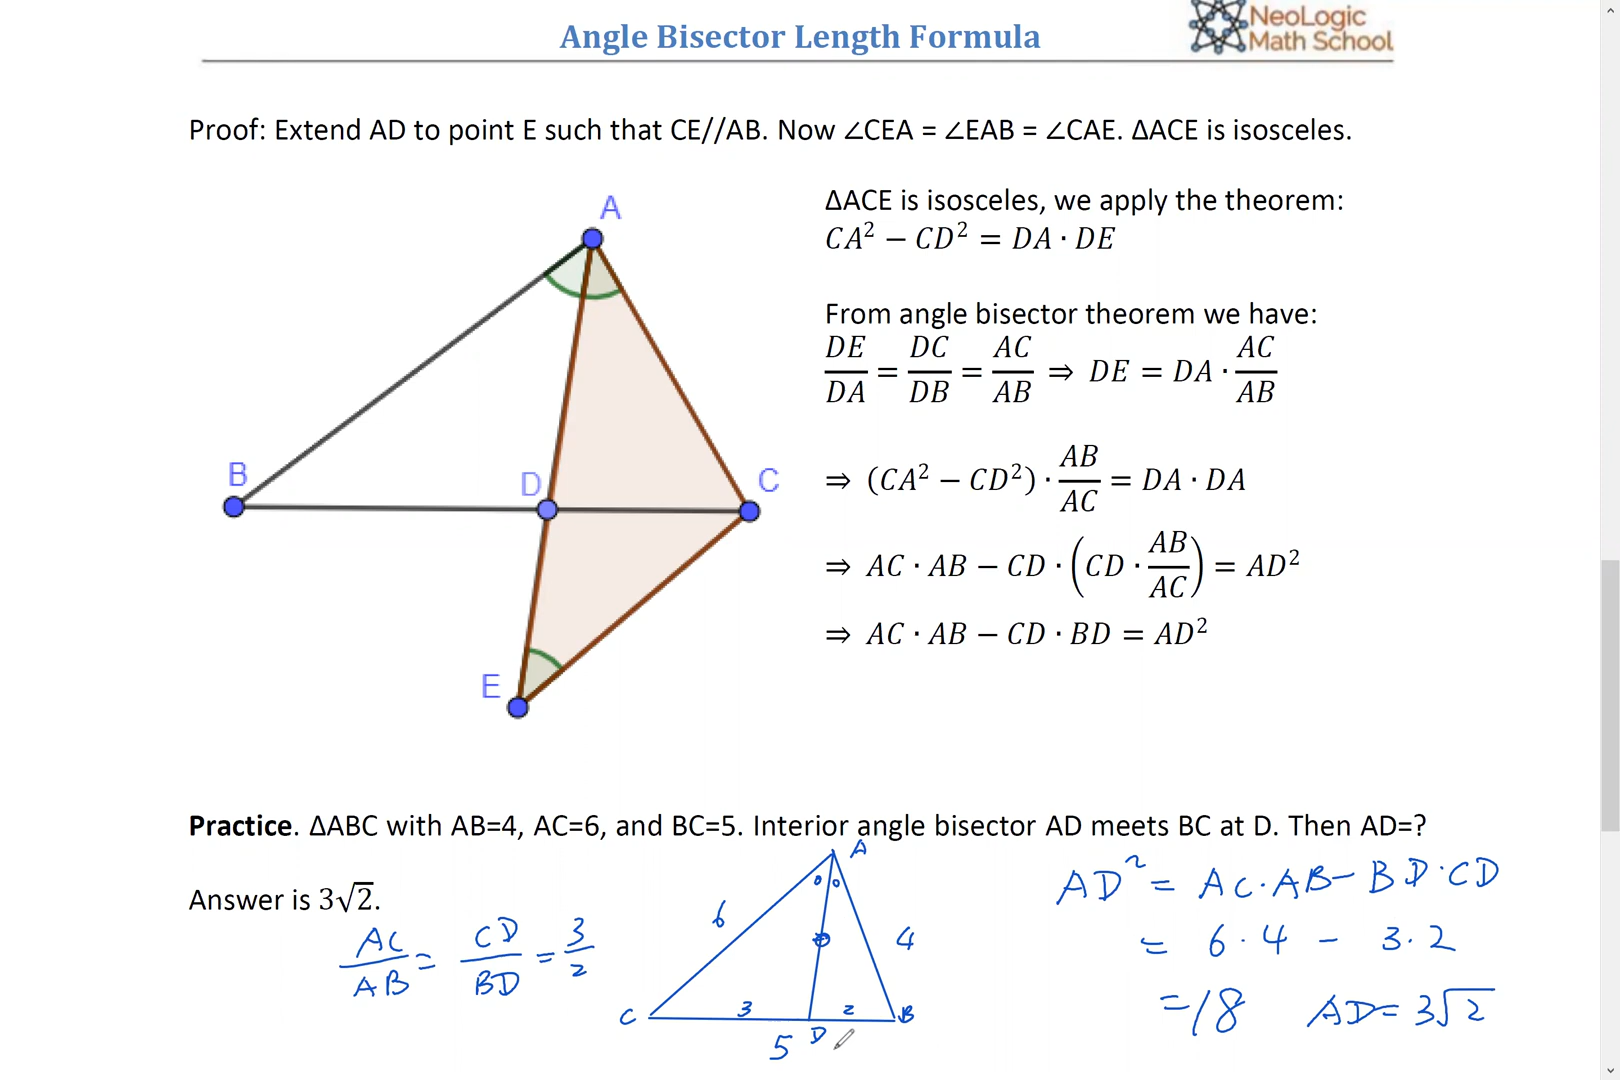 Angle Bisector Length Formula
NeoLogic
Math School
Proof: Extend AD to point E such that CE//AB. Now ∠CEA = ∠EAB = ∠CAE. ΔACE is isosceles.
A
B
D
C
E
ΔACE is isosceles, we apply the theorem:
CA² − CD² = DA · DE
From angle bisector theorem we have:
DE/DA = DC/DB = AC/AB ⇒ DE = DA · AC/AB
⇒ (CA² − CD²) · AB/AC = DA · DA
⇒ AC · AB − CD · (CD · AB/AC) = AD²
⇒ AC · AB − CD · BD = AD²
Practice. ΔABC with AB=4, AC=6, and BC=5. Interior angle bisector AD meets BC at D. Then AD=?
Answer is 3√2.
AC/AB = CD/BD = 3/2
A
6
4
C
3
2
B
5
D
AD² = AC·AB − BD·CD
= 6·4 − 3·2
=18 AD=3√2